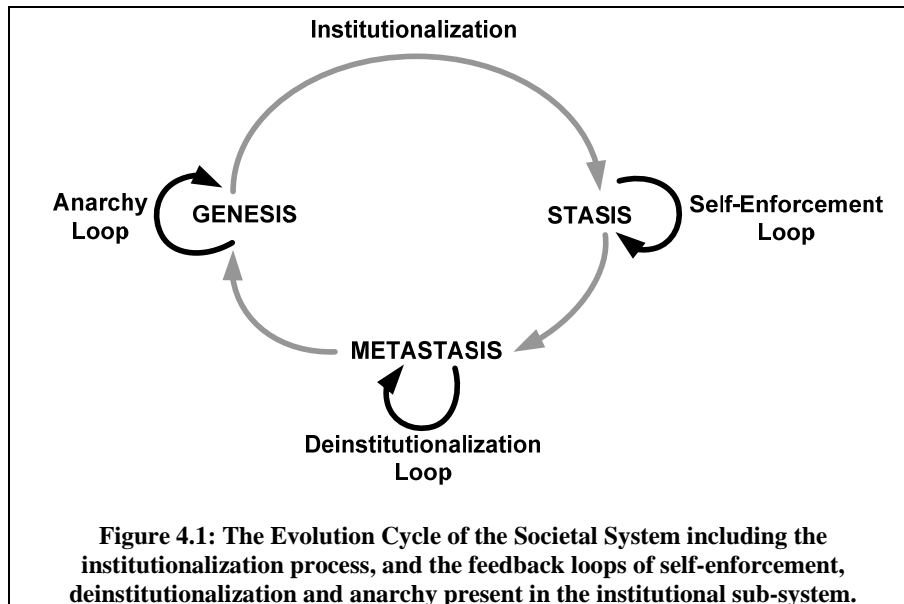 Institutionalization
Anarchy
Loop
GENESIS
STASIS
Self-Enforcement
Loop
METASTASIS
Deinstitutionalization
Loop
Figure 4.1: The Evolution Cycle of the Societal System including the
institutionalization process, and the feedback loops of self-enforcement,
deinstitutionalization and anarchy present in the institutional sub-system.